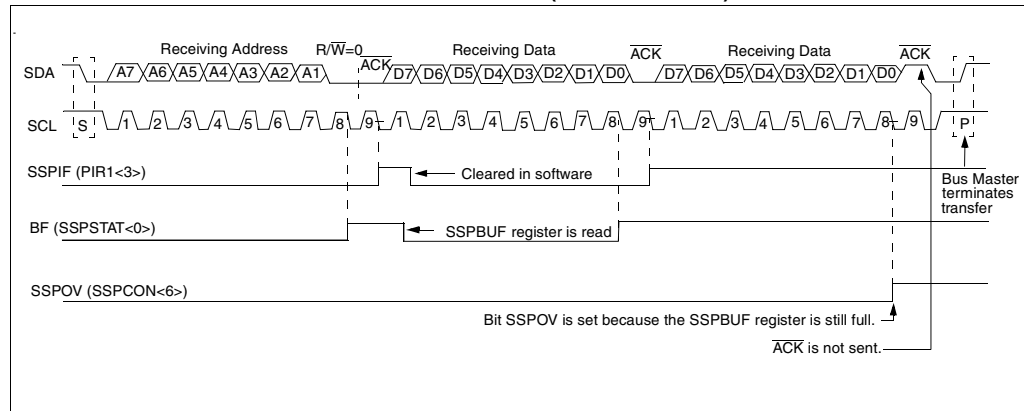 Receiving Address R/W=0 Receiving Data ACK Receiving Data ACK
ACK
SDA A7 A6 A5 A4 A3 A2 A1 D7 D6 D5 D4 D3 D2 D1 D0 D7 D6 D5 D4 D3 D2 D1 D0
SCL S 1 2 3 4 5 6 7 8 9 1 2 3 4 5 6 7 8 9 1 2 3 4 5 6 7 8 9 P
SSPIF (PIR1<3>)
Cleared in software
Bus Master
terminates
transfer
BF (SSPSTAT<0>)
SSPBUF register is read
SSPOV (SSPCON<6>)
Bit SSPOV is set because the SSPBUF register is still full.
ACK is not sent.